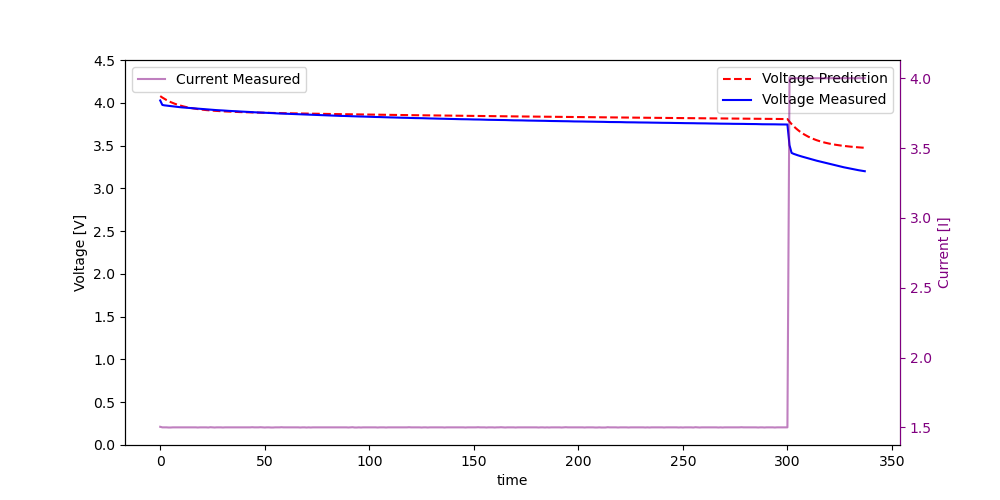 Current Measured
Voltage Prediction
Voltage Measured
4.5
4.0
3.5
3.0
2.5
2.0
1.5
1.0
0.5
0.0
Voltage [V]
4.0
3.5
3.0
2.5
2.0
1.5
Current [I]
0 50 100 150 200 250 300 350
time